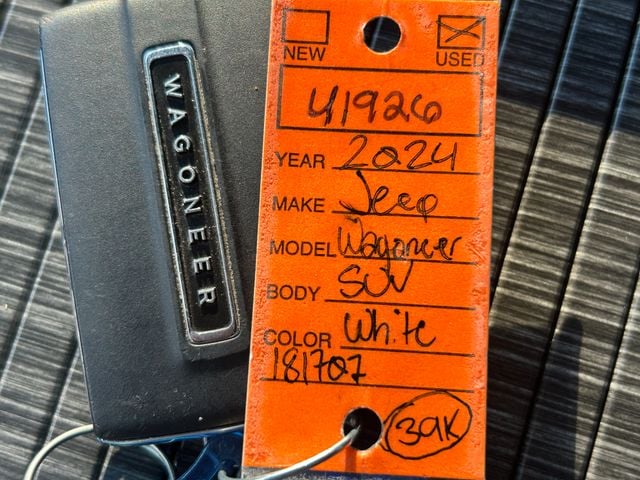 WAGONEER
NEW USED
41926
YEAR 2024
MAKE Jeep
MODEL Wagoneer
BODY SUV
COLOR White
181707
39K